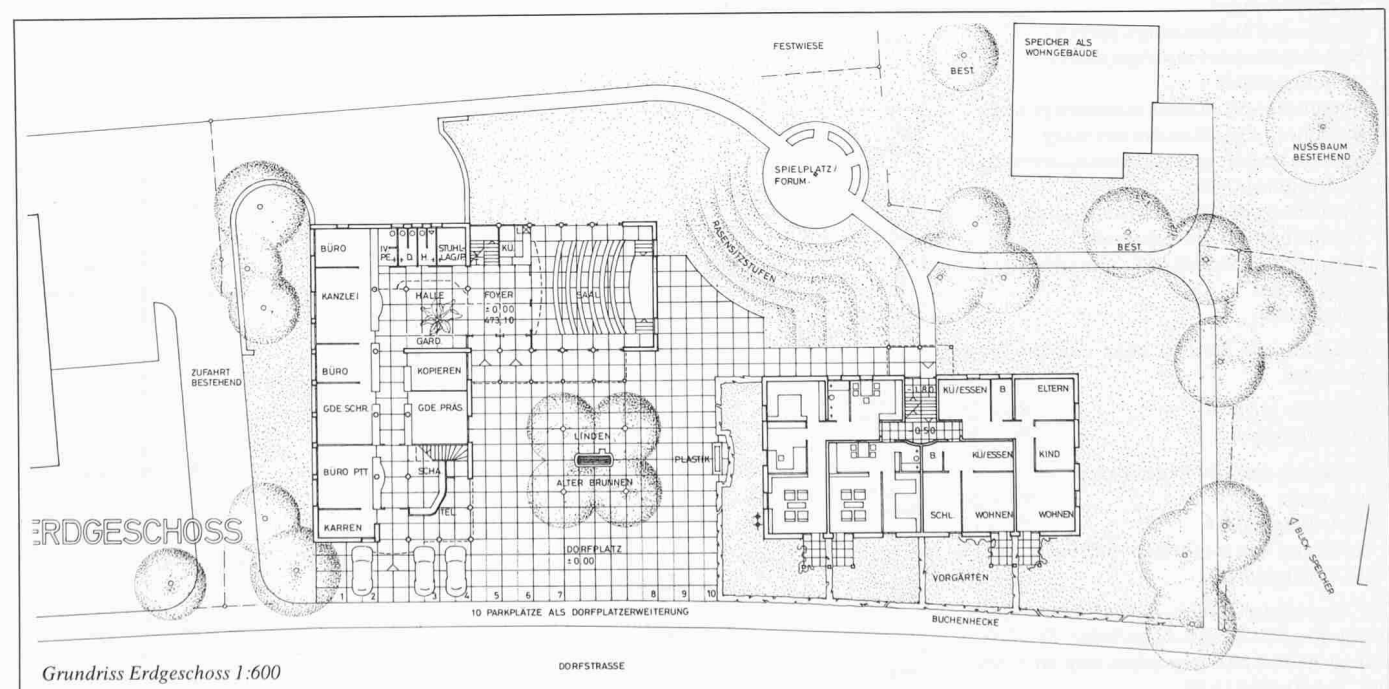 FESTWIESE
SPEICHER ALS
WOHNGEBÄUDE
BEST.
NUSSBAUM
BESTEHEND
SPIELPLATZ/
FORUM
RASENSITZSTUFEN
BEST.
BÜRO
IV
PE
D.
H.
STUHL-
LAG/P.
KÜ.
KANZLEI
HALLE
FOYER
± 0.00
473,10
SAAL
GARD.
ZUFAHRT
BESTEHEND
BÜRO
KOPIEREN
GDE SCHR.
GDE PRÄS.
LINDEN
ALTER BRUNNEN
PLASTIK
BÜRO PTT
SCHA
TEL
KARREN
ERDGESCHOSS
DORFPLATZ
± 0.00
1 2 3 4 5 6 7 8 9 10
10 PARKPLÄTZE ALS DORFPLATZERWEITERUNG
- 1.80
0.50
KÜ/ESSEN
B.
ELTERN
B.
KÜ/ESSEN
KIND
SCHL.
WOHNEN
WOHNEN
VORGÄRTEN
BUCHENHECKE
BLICK SPEICHER
DORFSTRASSE
Grundriss Erdgeschoss 1:600